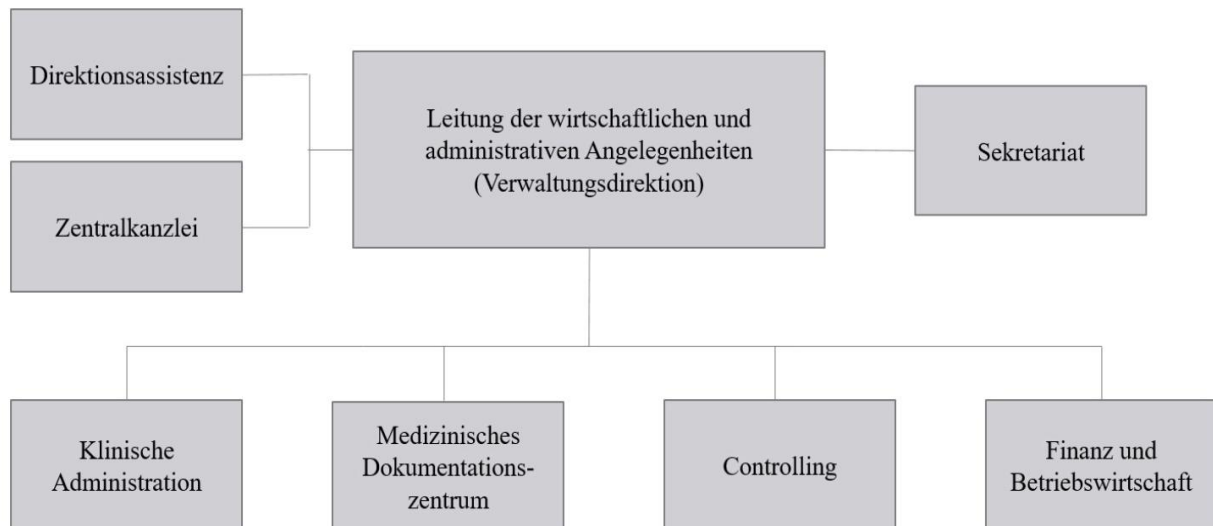 Direktionsassistenz
Zentralkanzlei
Leitung der wirtschaftlichen und
administrativen Angelegenheiten
(Verwaltungsdirektion)
Sekretariat
Klinische
Administration
Medizinisches
Dokumentations-
zentrum
Controlling
Finanz und
Betriebswirtschaft